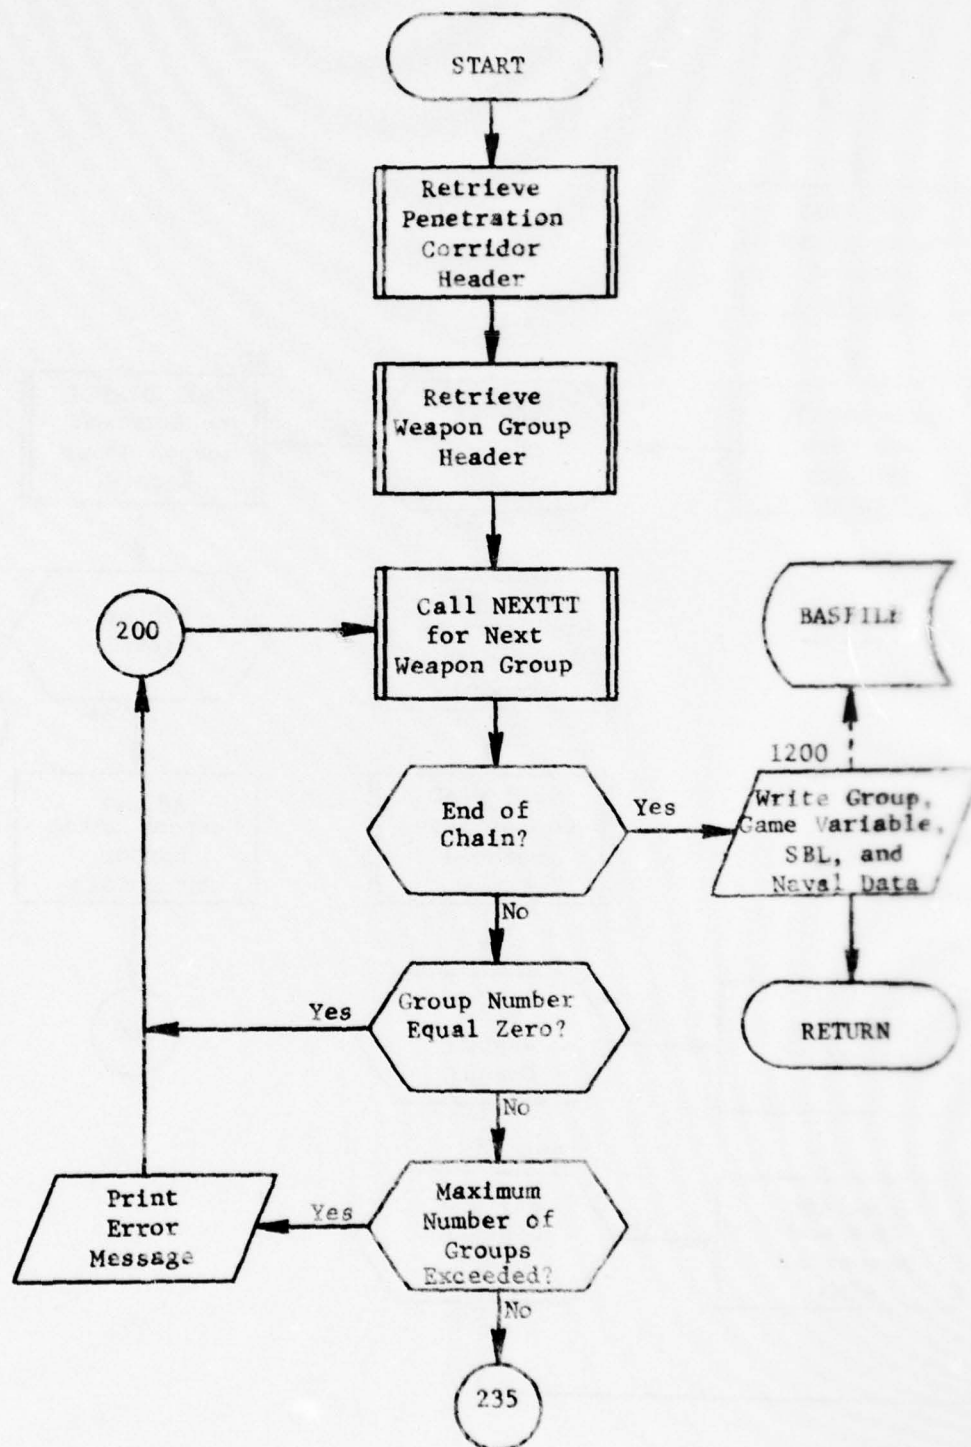 START
Retrieve
Penetration
Corridor
Header
Retrieve
Weapon Group
Header
200
Call NEXTTT
for Next
Weapon Group
BASFILE
End of
Chain?
Yes
1200
Write Group,
Game Variable,
SBL, and
Naval Data
No
Yes
Group Number
Equal Zero?
RETURN
No
Print
Error
Message
Yes
Maximum
Number of
Groups
Exceeded?
No
235